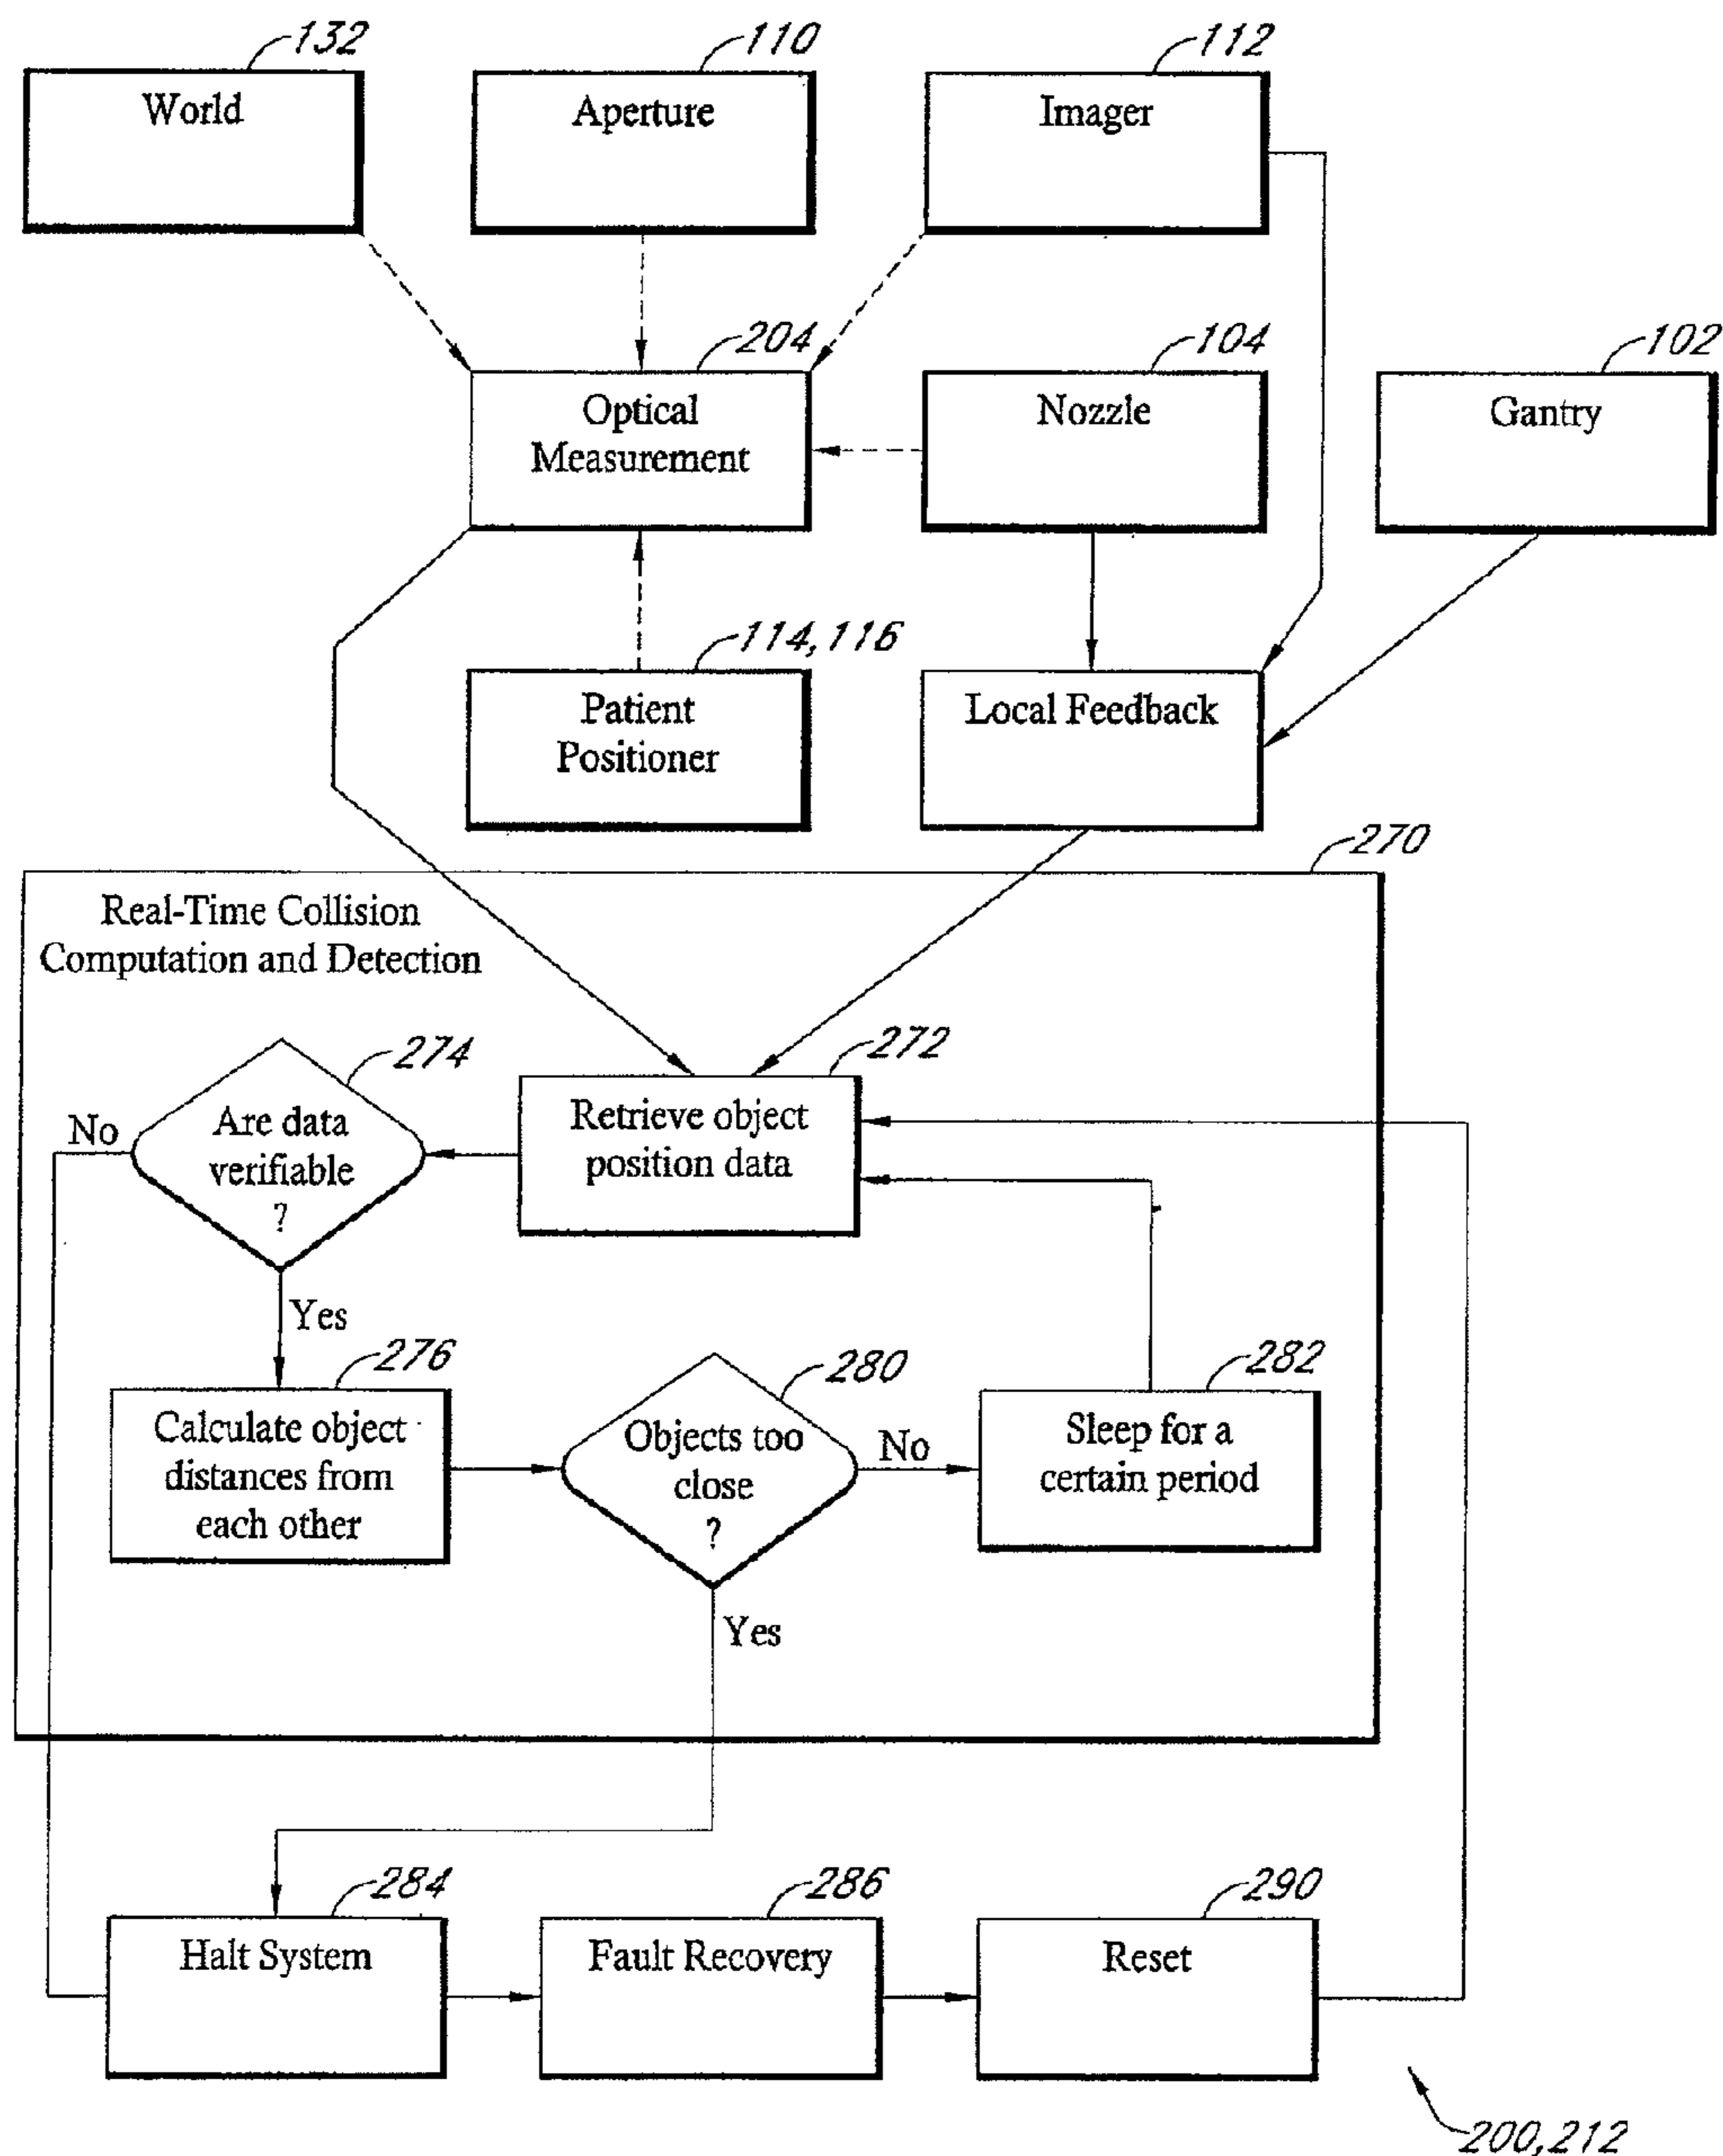 132
World
110
Aperture
112
Imager
204
Optical
Measurement
104
Nozzle
102
Gantry
114,116
Patient
Positioner
Local Feedback
270
Real-Time Collision
Computation and Detection
274
Are data
verifiable
?
No
Yes
272
Retrieve object
position data
276
Calculate object
distances from
each other
280
Objects too
close
?
No
Yes
282
Sleep for a
certain period
284
Halt System
286
Fault Recovery
290
Reset
200,212